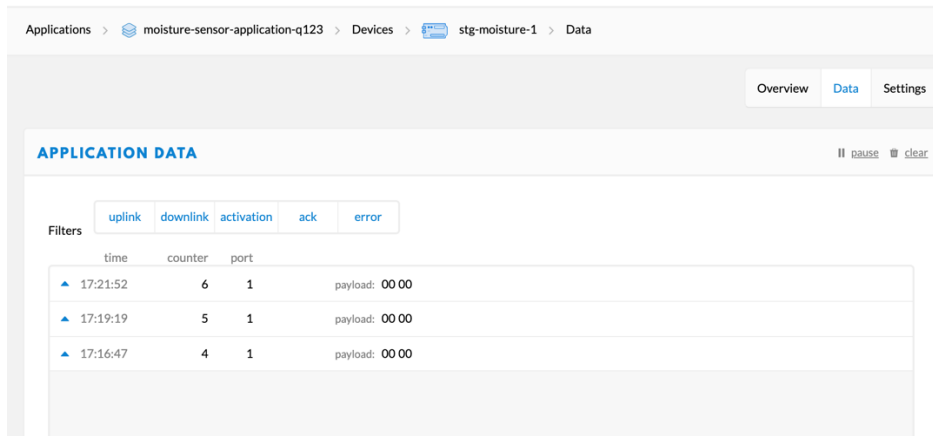 Applications > moisture-sensor-application-q123 > Devices > stg-moisture-1 > Data
Overview Data Settings
APPLICATION DATA
pause clear
Filters uplink downlink activation ack error
time counter port
17:21:52 6 1 payload: 00 00
17:19:19 5 1 payload: 00 00
17:16:47 4 1 payload: 00 00